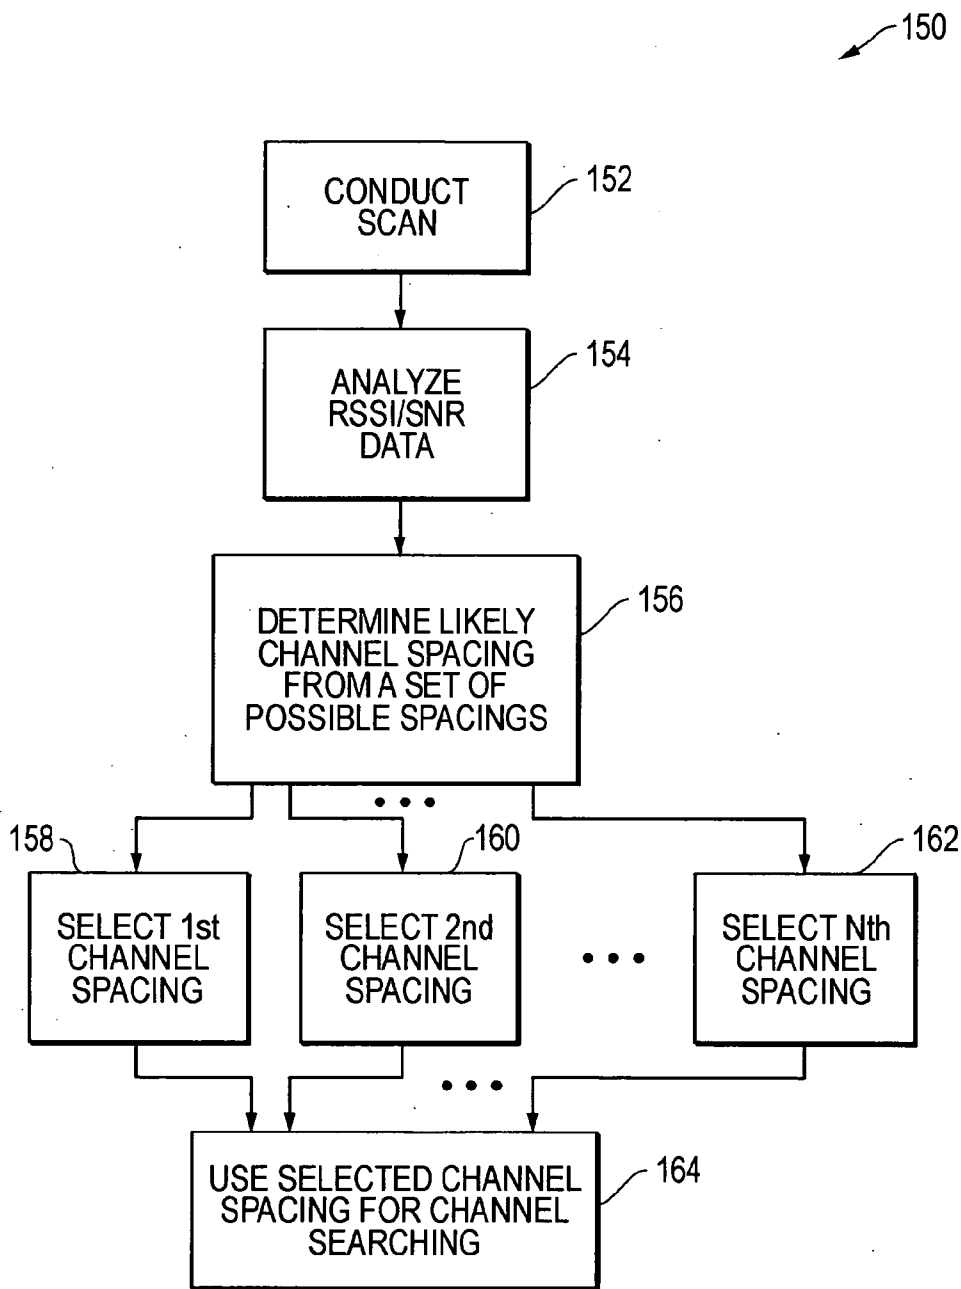 150
CONDUCT
SCAN
152
ANALYZE
RSSI/SNR
DATA
154
DETERMINE LIKELY
CHANNEL SPACING
FROM A SET OF
POSSIBLE SPACINGS
156
158
SELECT 1st
CHANNEL
SPACING
160
SELECT 2nd
CHANNEL
SPACING
162
SELECT Nth
CHANNEL
SPACING
USE SELECTED CHANNEL
SPACING FOR CHANNEL
SEARCHING
164